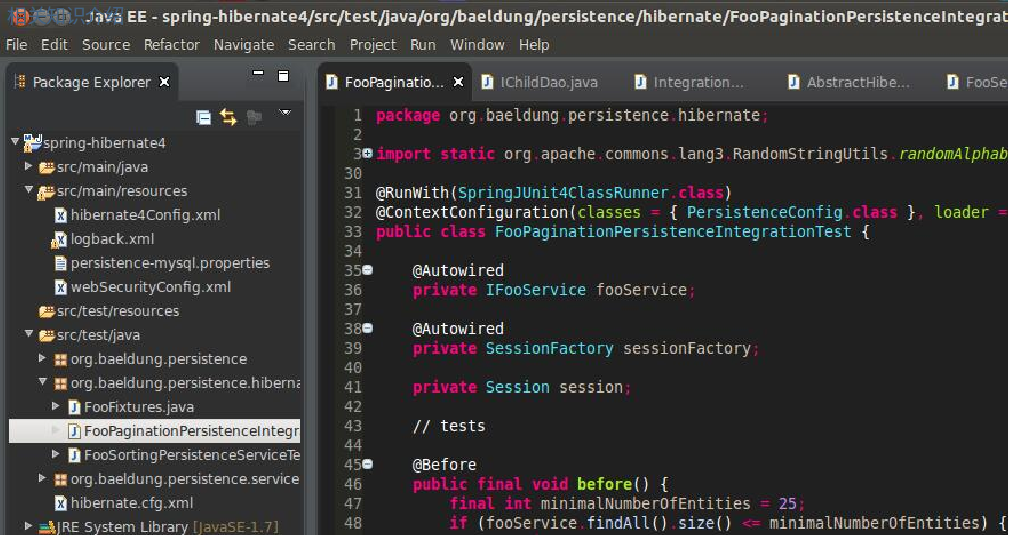 相关知识介绍
Java EE - spring-hibernate4/src/test/java/org/baeldung/persistence/hibernate/FooPaginationPersistenceIntegrat
File Edit Source Refactor Navigate Search Project Run Window Help
Package Explorer
FooPaginatio... IChildDao.java Integration... AbstractHibe... FooSe
spring-hibernate4
src/main/java
src/main/resources
hibernate4Config.xml
logback.xml
persistence-mysql.properties
webSecurityConfig.xml
src/test/resources
src/test/java
org.baeldung.persistence
org.baeldung.persistence.hiberna
FooFixtures.java
FooPaginationPersistenceIntegr
FooSortingPersistenceServiceTe
org.baeldung.persistence.service
hibernate.cfg.xml
JRE System Library [JavaSE-1.7]
1 package org.baeldung.persistence.hibernate;
2
3 import static org.apache.commons.lang3.RandomStringUtils.randomAlphab
30
31 @RunWith(SpringJUnit4ClassRunner.class)
32 @ContextConfiguration(classes = { PersistenceConfig.class }, loader =
33 public class FooPaginationPersistenceIntegrationTest {
34
35 @Autowired
36 private IFooService fooService;
37
38 @Autowired
39 private SessionFactory sessionFactory;
40
41 private Session session;
42
43 // tests
44
45 @Before
46 public final void before() {
47 final int minimalNumberOfEntities = 25;
48 if (fooService.findAll().size() <= minimalNumberOfEntities) {